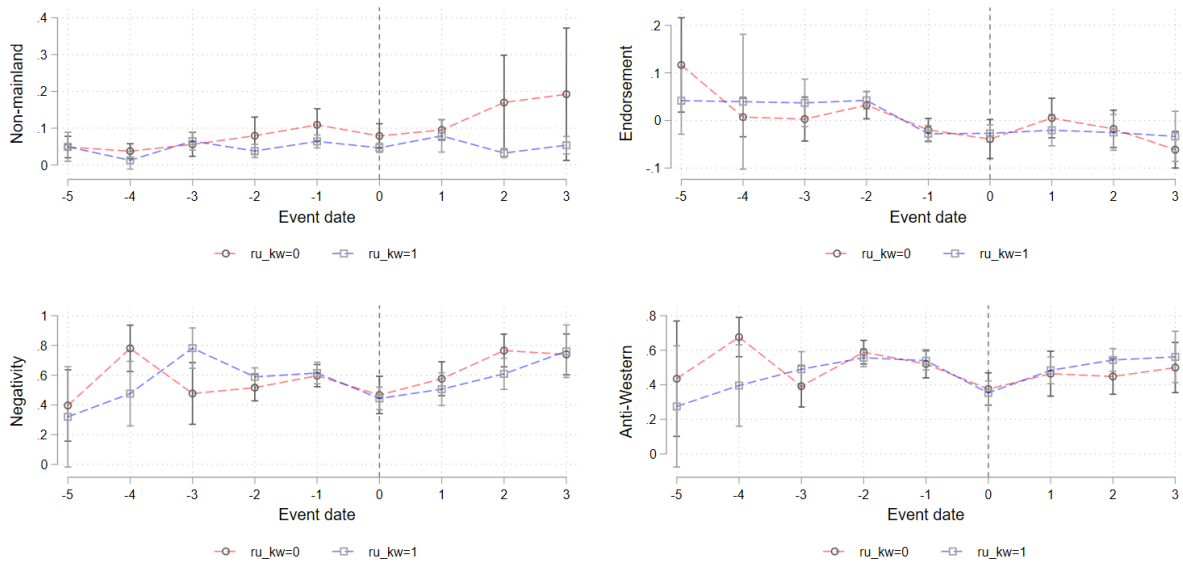 Non-mainland
.4
.3
.2
.1
0
-5 -4 -3 -2 -1 0 1 2 3
Event date
ru_kw=0 ru_kw=1
Endorsement
.2
.1
0
-.1
-5 -4 -3 -2 -1 0 1 2 3
Event date
ru_kw=0 ru_kw=1
Negativity
1
.8
.6
.4
.2
0
-5 -4 -3 -2 -1 0 1 2 3
Event date
ru_kw=0 ru_kw=1
Anti-Western
.8
.6
.4
.2
0
-5 -4 -3 -2 -1 0 1 2 3
Event date
ru_kw=0 ru_kw=1